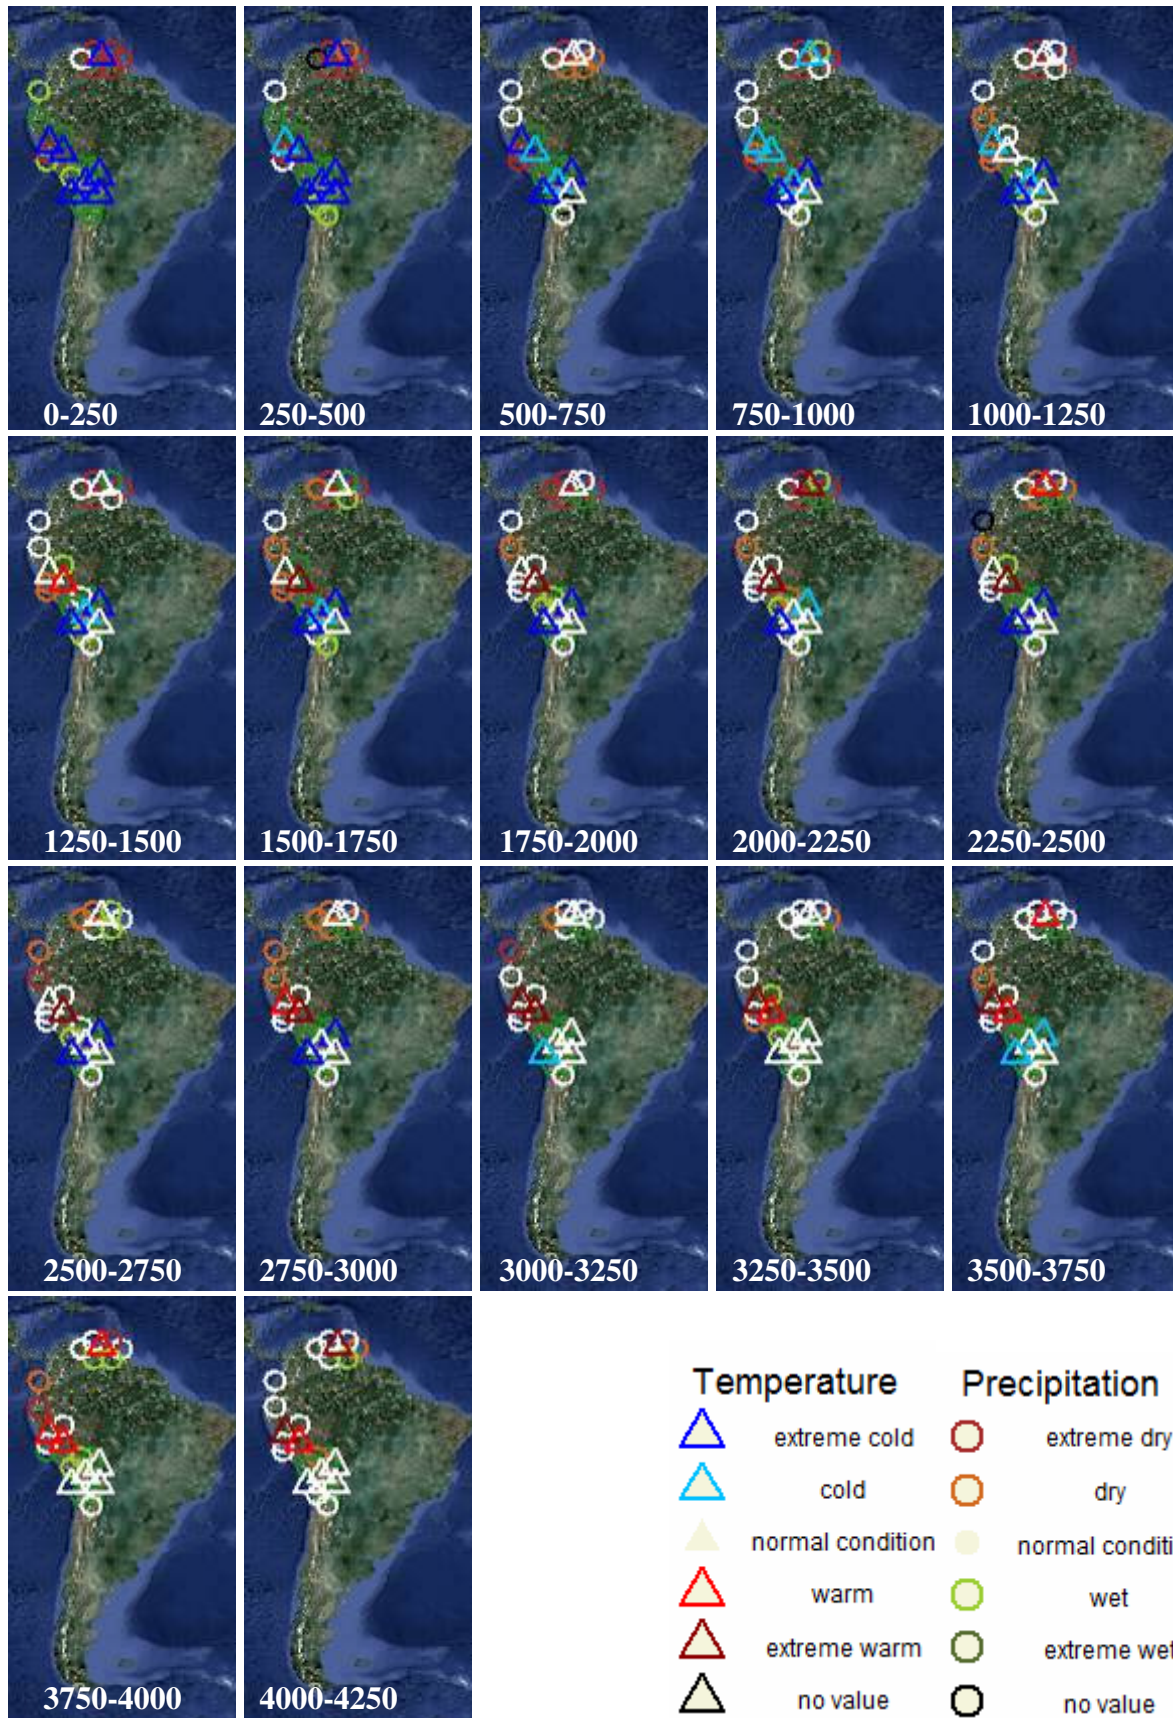 0-250
250-500
500-750
750-1000
1000-1250
1250-1500
1500-1750
1750-2000
2000-2250
2250-2500
2500-2750
2750-3000
3000-3250
3250-3500
3500-3750
3750-4000
4000-4250
Temperature Precipitation
extreme cold extreme dry
cold dry
normal condition normal conditi
warm wet
extreme warm extreme wet
no value no value